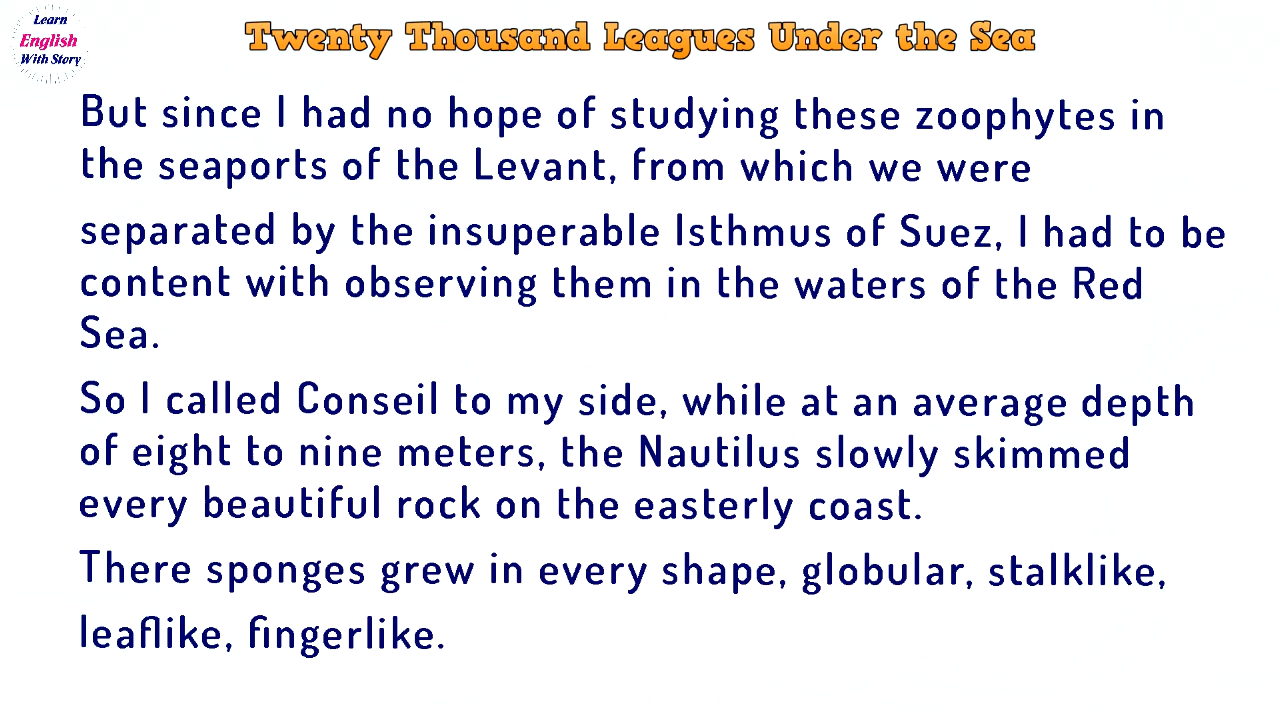 Learn
English
With Story
Twenty Thousand Leagues Under the Sea
But since I had no hope of studying these zoophytes in
the seaports of the Levant, from which we were
separated by the insuperable Isthmus of Suez, I had to be
content with observing them in the waters of the Red
Sea.
So I called Conseil to my side, while at an average depth
of eight to nine meters, the Nautilus slowly skimmed
every beautiful rock on the easterly coast.
There sponges grew in every shape, globular, stalklike,
leaflike, fingerlike.